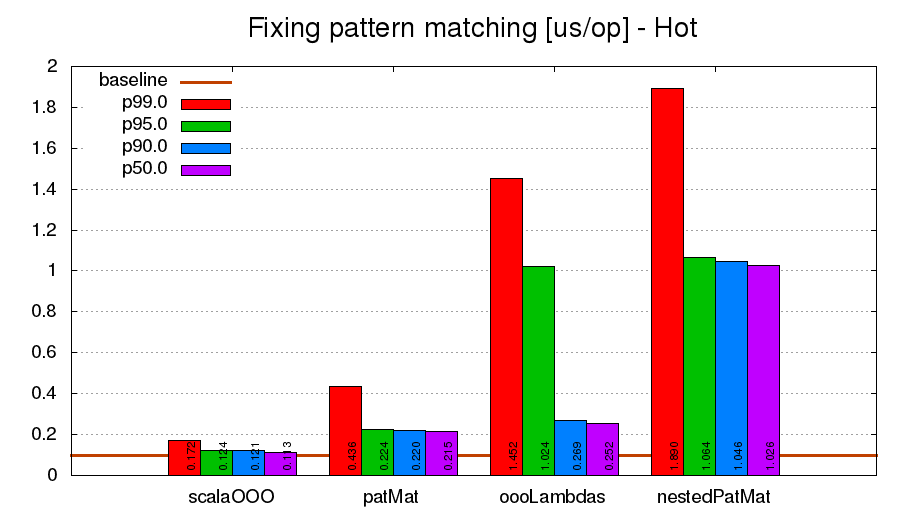 Fixing pattern matching [us/op] - Hot
2
1.8
1.6
1.4
1.2
1
0.8
0.6
0.4
0.2
0
baseline
p99.0
p95.0
p90.0
p50.0
0.172
0.124
0.121
0.113
0.436
0.224
0.220
0.215
1.452
1.024
0.269
0.252
1.890
1.064
1.046
1.026
scalaOOO
patMat
oooLambdas
nestedPatMat